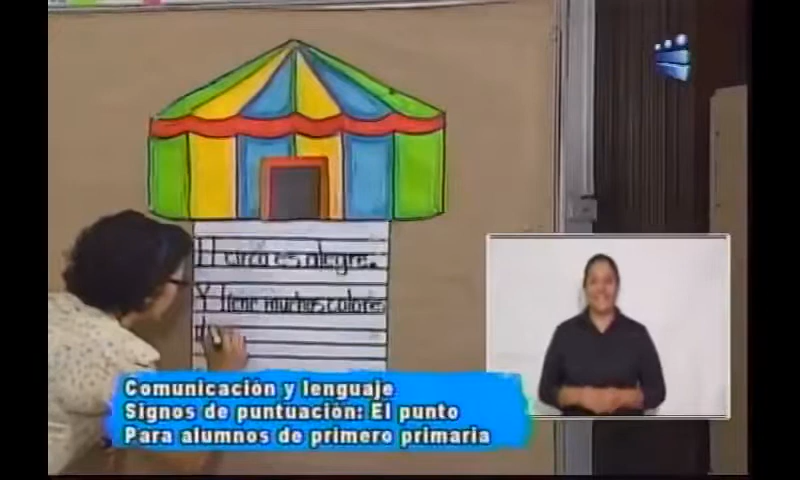 El circo es alegre.
Y tiene muchos colores
Comunicación y lenguaje
Signos de puntuación: El punto
Para alumnos de primero primaria